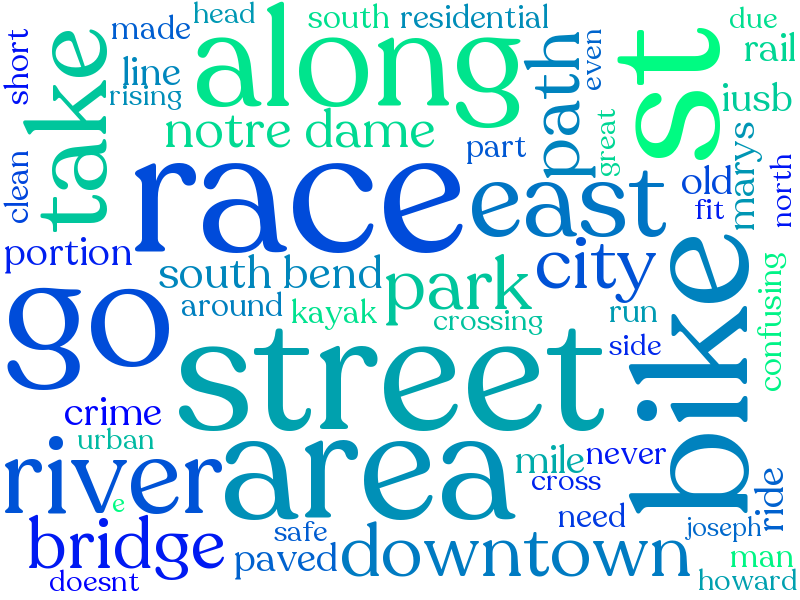 head
south
residential
due
made
short
take
line
along
path
even
st
rail
rising
notre dame
part
great
iusb
clean
race
east
old
fit
marys
north
portion
south bend
park
city
bike
confusing
around
kayak
crossing
run
go
street
side
crime
urban
river
area
mile
never
cross
e
need
ride
bridge
safe
paved
downtown
joseph
man
doesnt
howard